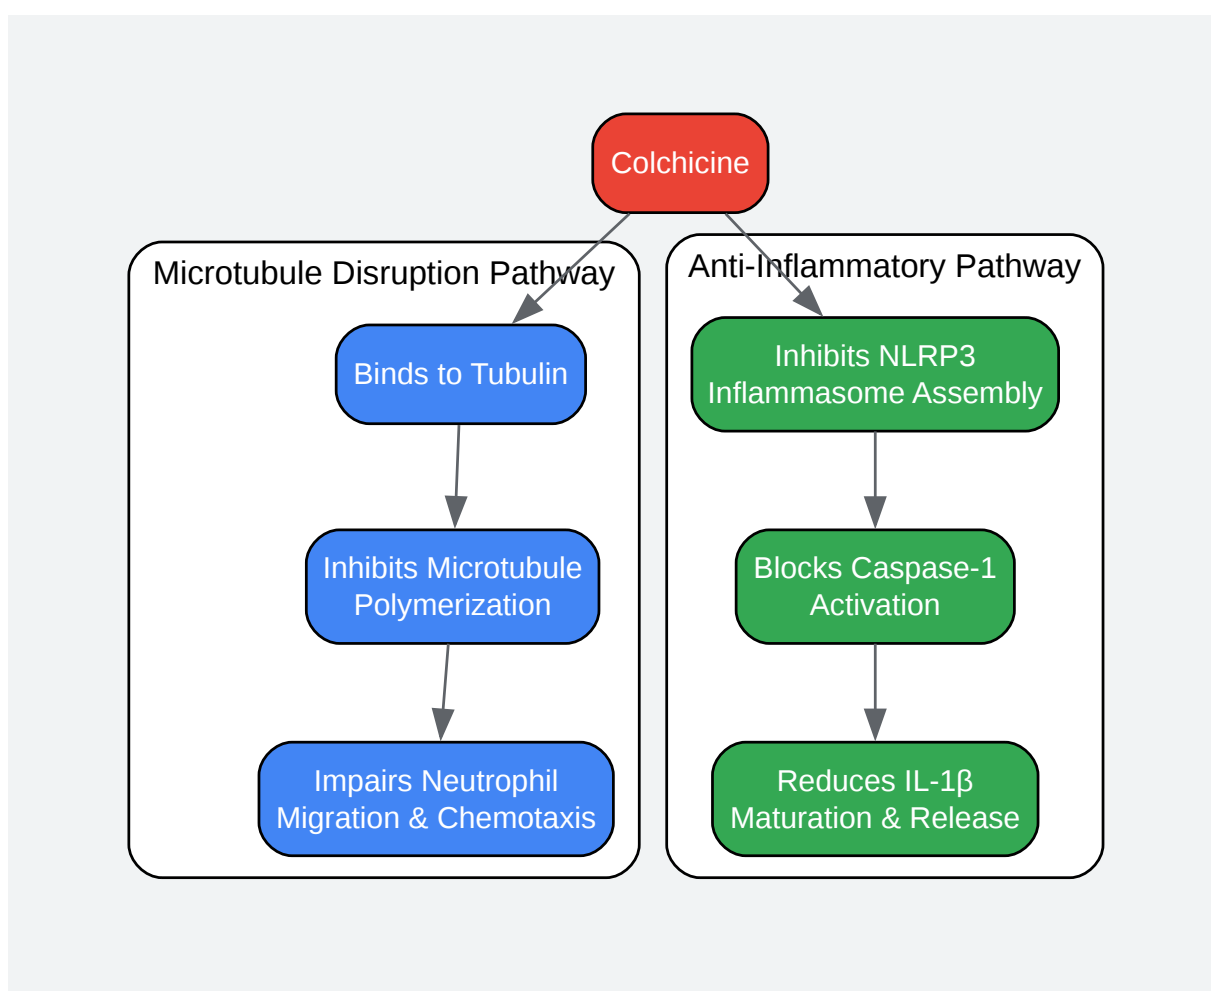 Colchicine
Microtubule Disruption Pathway
Binds to Tubulin
Inhibits Microtubule
Polymerization
Impairs Neutrophil
Migration & Chemotaxis
Anti-Inflammatory Pathway
Inhibits NLRP3
Inflammasome Assembly
Blocks Caspase-1
Activation
Reduces IL-1β
Maturation & Release